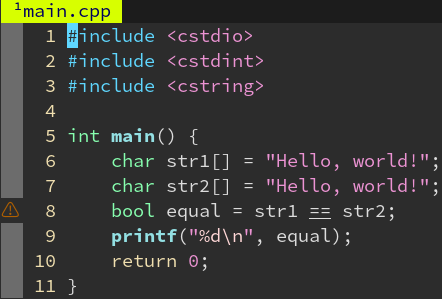 ¹main.cpp
1 #include <cstdio>
2 #include <cstdint>
3 #include <cstring>
4
5 int main() {
6     char str1[] = "Hello, world!";
7     char str2[] = "Hello, world!";
8     bool equal = str1 == str2;
9     printf("%d\n", equal);
10     return 0;
11 }